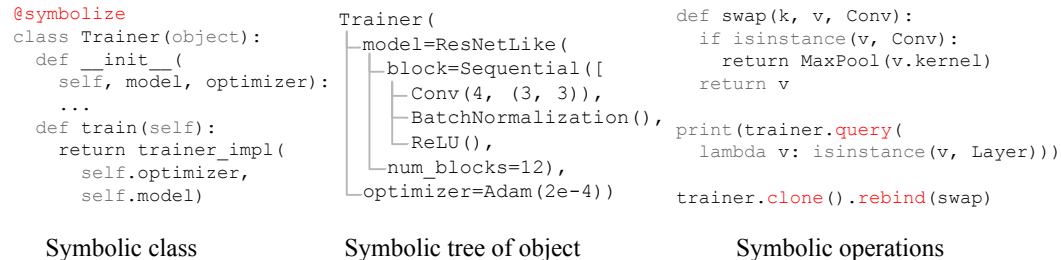 @symbolize
class Trainer(object):
  def __init__(
    self, model, optimizer):
    ...
  def train(self):
    return trainer_impl(
      self.optimizer,
      self.model)
Symbolic class
Trainer(
model=ResNetLike(
block=Sequential([
Conv(4, (3, 3)),
BatchNormalization(),
ReLU(),
num_blocks=12),
optimizer=Adam(2e-4))
Symbolic tree of object
def swap(k, v, Conv):
  if isinstance(v, Conv):
    return MaxPool(v.kernel)
  return v
print(trainer.query(
  lambda v: isinstance(v, Layer)))
trainer.clone().rebind(swap)
Symbolic operations